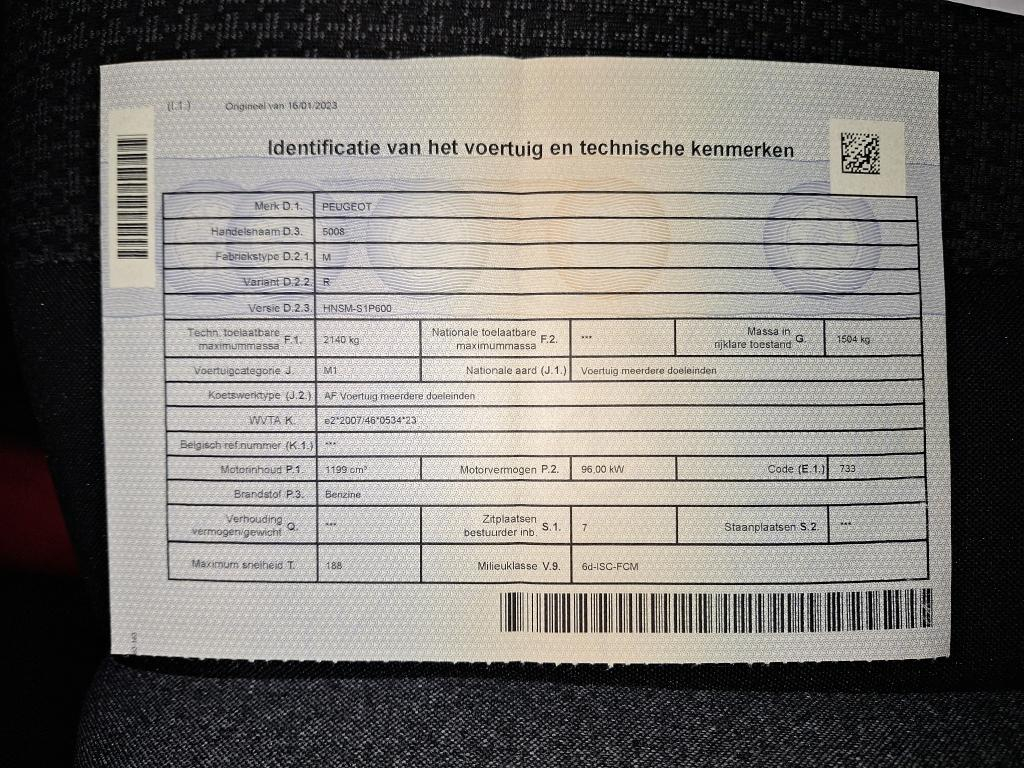 (I.1.) Origineel van 16/01/2023
Identificatie van het voertuig en technische kenmerken
Merk D.1. PEUGEOT
Handelsnaam D.3. 5008
Fabriekstype D.2.1. M
Variant D.2.2. R
Versie D.2.3. HNSM-S1P600
Techn. toelaatbare maximummassa F.1. 2140 kg Nationale toelaatbare maximummassa F.2. *** Massa in rijklare toestand G. 1504 kg
Voertuigcategorie J. M1 Nationale aard (J.1.) Voertuig meerdere doeleinden
Koetswerktype (J.2.) AF Voertuig meerdere doeleinden
WVTA K. e2*2007/46*0534*23
Belgisch ref.nummer (K.1.) ***
Motorinhoud P.1. 1199 cm³ Motorvermogen P.2. 96,00 kW Code (E.1.) 733
Brandstof P.3. Benzine
Verhouding vermogen/gewicht Q. *** Zitplaatsen bestuurder inb. S.1. 7 Staanplaatsen S.2. ***
Maximum snelheid T. 188 Milieuklasse V.9. 6d-ISC-FCM